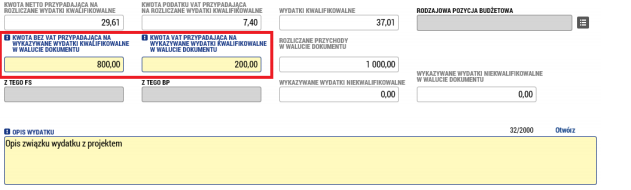 KWOTA NETTO PRZYPADAJĄCA
NA ROZLICZANE WYDATKI KWALIFIKOWALNE
29,61
KWOTA PODATKU VAT PRZYPADAJĄCA
NA ROZLICZANE WYDATKI KWALIFIKOWALNE
7,40
WYDATKI KWALIFIKOWALNE
37,01
RODZAJOWA POZYCJA BUDŻETOWA
KWOTA BEZ VAT PRZYPADAJĄCA NA
WYKAZYWANE WYDATKI KWALIFIKOWALNE
W WALUCIE DOKUMENTU
800,00
KWOTA VAT PRZYPADAJĄCA NA
WYKAZYWANE WYDATKI KWALIFIKOWALNE
W WALUCIE DOKUMENTU
200,00
ROZLICZANE PRZYCHODY
W WALUCIE DOKUMENTU
1 000,00
Z TEGO FS
Z TEGO BP
WYKAZYWANE WYDATKI NIEKWALIFIKOWALNE
0,00
WYKAZYWANE WYDATKI NIEKWALIFIKOWALNE
W WALUCIE DOKUMENTU
0,00
OPIS WYDATKU
32/2000
Otwórz
Opis związku wydatku z projektem